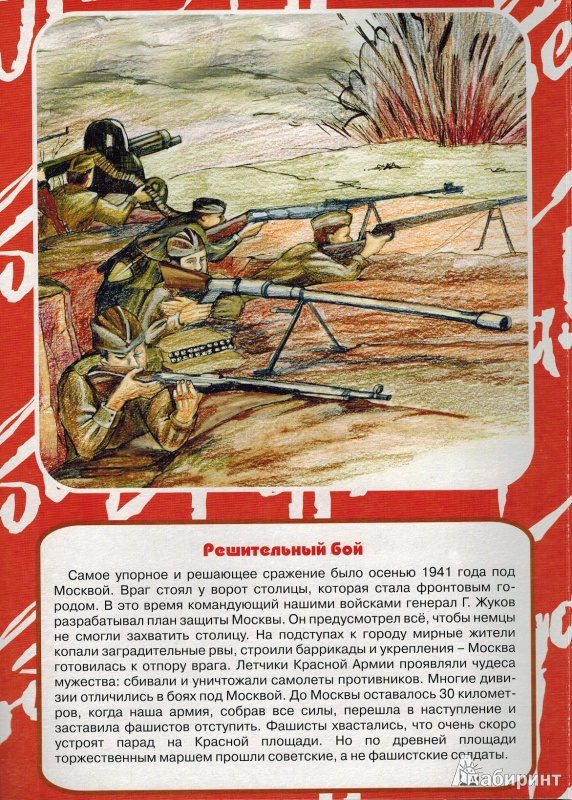 Решительный бой
Самое упорное и решающее сражение было осенью 1941 года под
Москвой. Враг стоял у ворот столицы, которая стала фронтовым го-
родом. В это время командующий нашими войсками генерал Г. Жуков
разрабатывал план защиты Москвы. Он предусмотрел всё, чтобы немцы
не смогли захватить столицу. На подступах к городу мирные жители
копали заградительные рвы, строили баррикады и укрепления – Москва
готовилась к отпору врага. Летчики Красной Армии проявляли чудеса
мужества: сбивали и уничтожали самолеты противников. Многие диви-
зии отличились в боях под Москвой. До Москвы оставалось 30 километ-
ров, когда наша армия, собрав все силы, перешла в наступление и
заставила фашистов отступить. Фашисты хвастались, что очень скоро
устроят парад на Красной площади. Но по древней площади
торжественным маршем прошли советские, а не фашистские солдаты.
Лабиринт